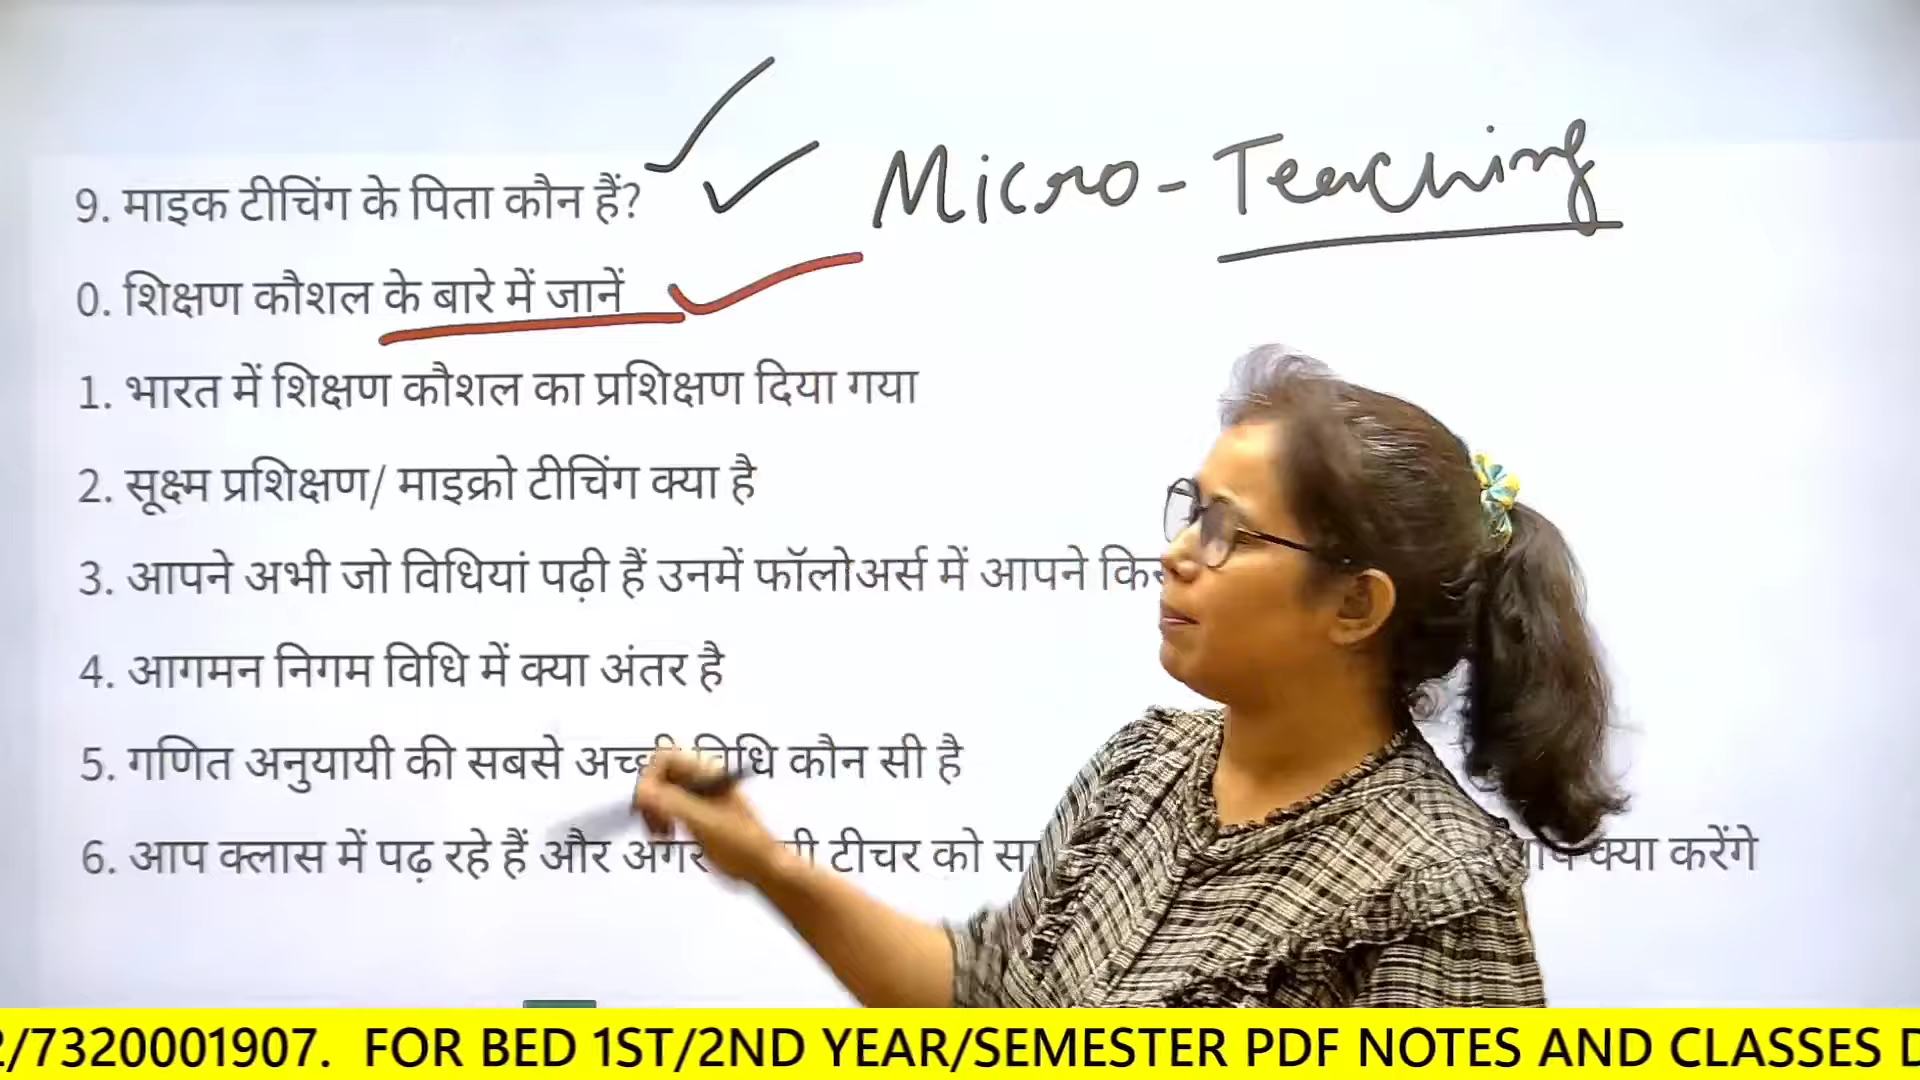 9. माइक टीचिंग के पिता कौन हैं?
Micro-Teaching
0. शिक्षण कौशल के बारे में जानें
1. भारत में शिक्षण कौशल का प्रशिक्षण दिया गया
2. सूक्ष्म प्रशिक्षण/ माइक्रो टीचिंग क्या है
3. आपने अभी जो विधियां पढ़ी हैं उनमें फॉलोअर्स में आपने
4. आगमन निगम विधि में क्या अंतर है
5. गणित अनुयायी की सबसे अच्छी विधि कौन सी है
6. आप क्लास में पढ़ रहे हैं और अगर टीचर को क्या करेंगे
/7320001907. FOR BED 1ST/2ND YEAR/SEMESTER PDF NOTES AND CLASSES